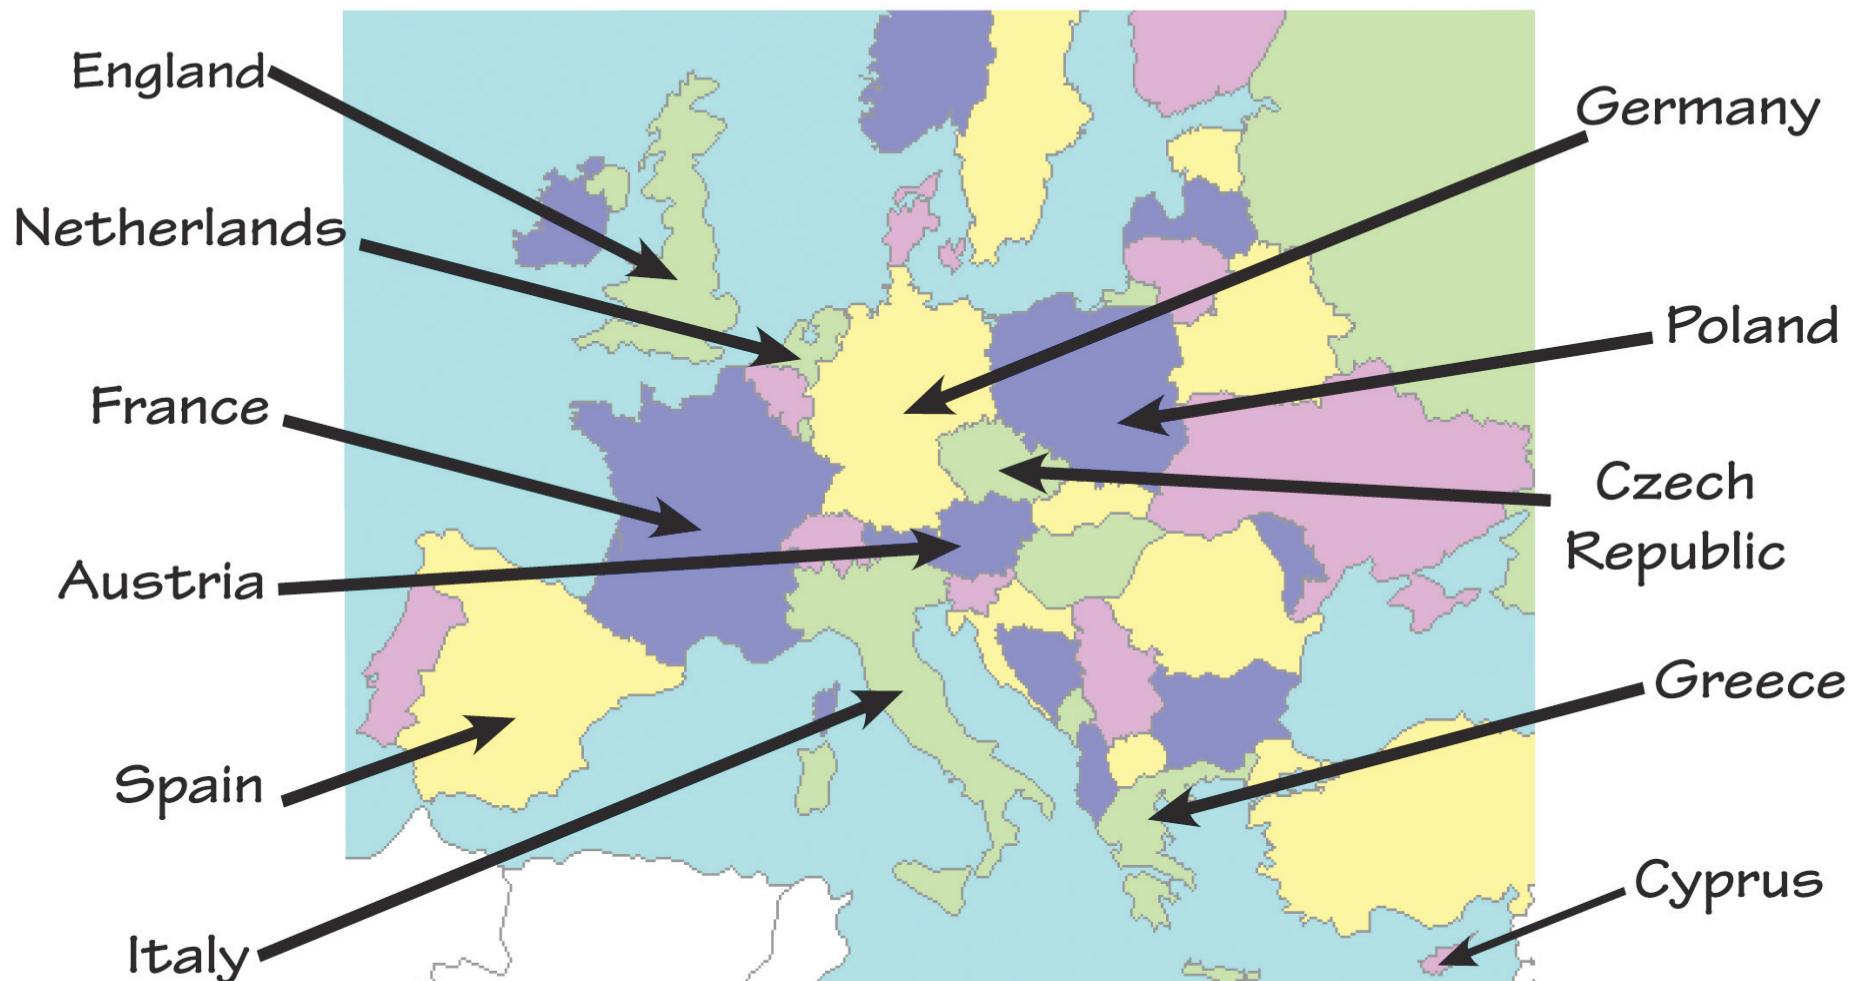 England
Netherlands
France
Austria
Spain
Italy
Germany
Poland
Czech
Republic
Greece
Cyprus